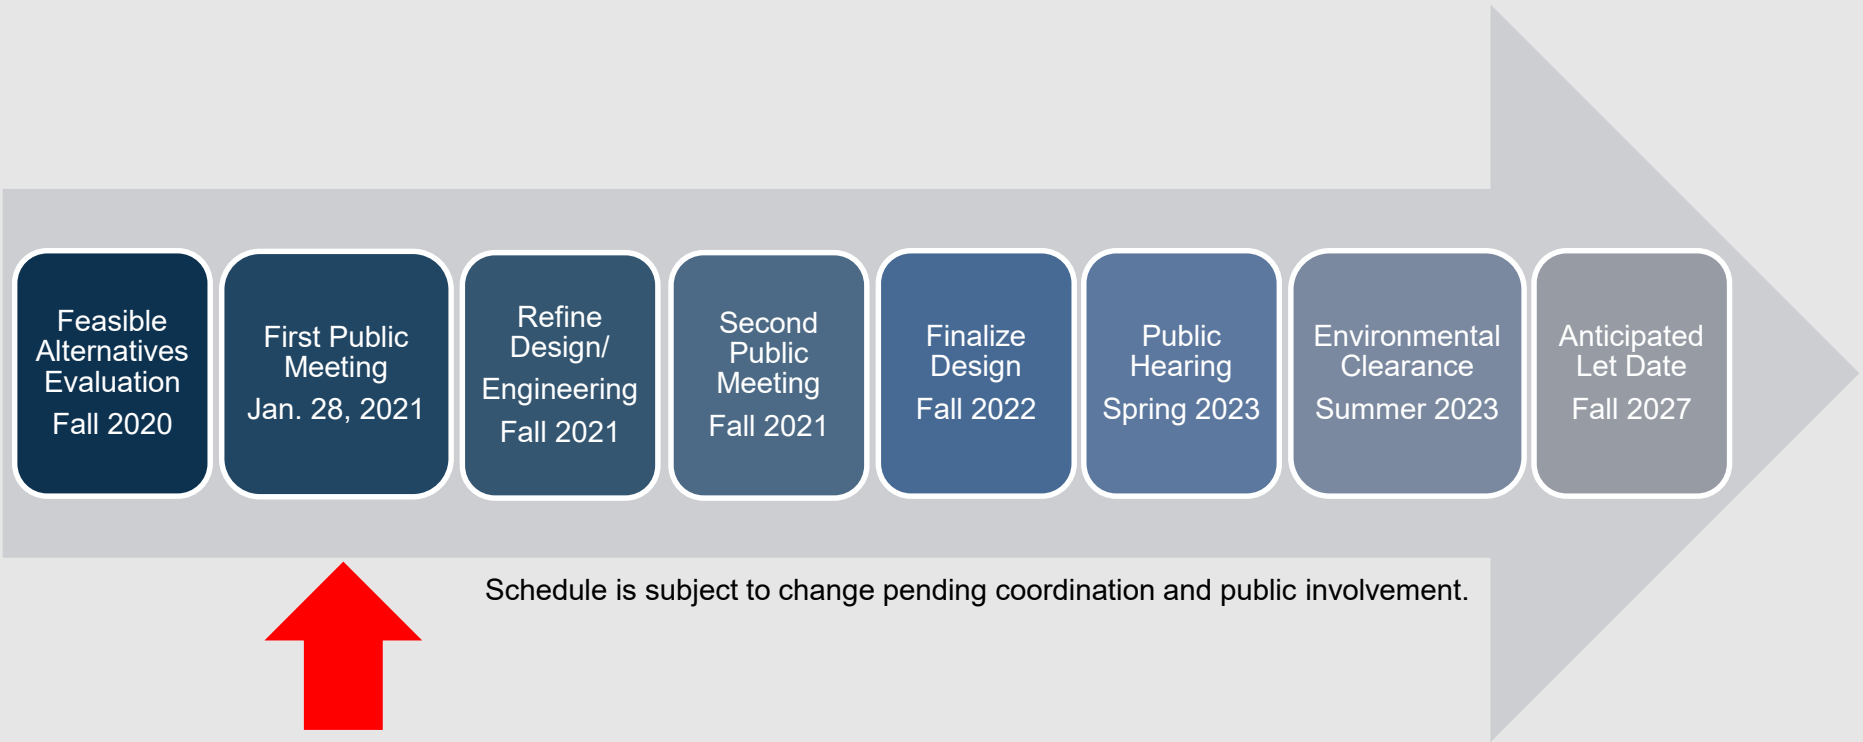 Feasible
Alternatives
Evaluation
Fall 2020
First Public
Meeting
Jan. 28, 2021
Refine
Design/
Engineering
Fall 2021
Second
Public
Meeting
Fall 2021
Finalize
Design
Fall 2022
Public
Hearing
Spring 2023
Environmental
Clearance
Summer 2023
Anticipated
Let Date
Fall 2027
Schedule is subject to change pending coordination and public involvement.